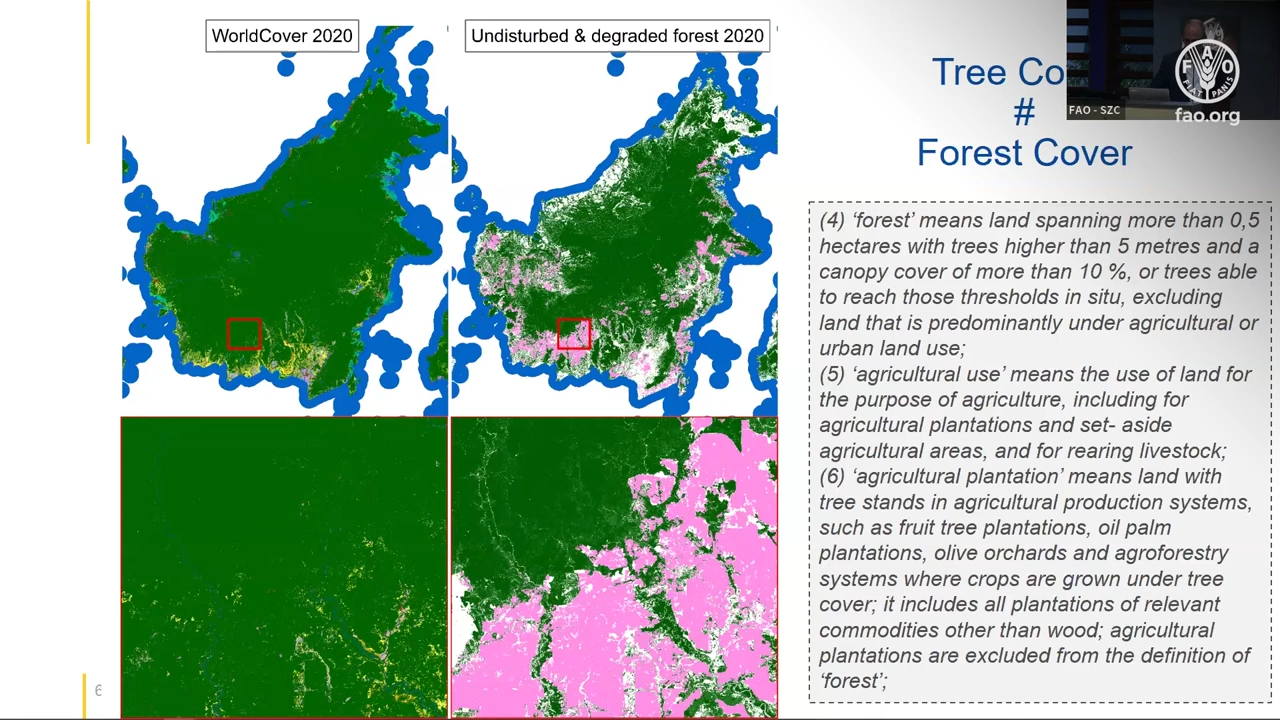 WorldCover 2020
Undisturbed & degraded forest 2020
Tree Co
#
Forest Cover
FAO - SZC
F A O
FIAT PANIS
fao.org
(4) ‘forest’ means land spanning more than 0,5
hectares with trees higher than 5 metres and a
canopy cover of more than 10 %, or trees able
to reach those thresholds in situ, excluding
land that is predominantly under agricultural or
urban land use;
(5) ‘agricultural use’ means the use of land for
the purpose of agriculture, including for
agricultural plantations and set- aside
agricultural areas, and for rearing livestock;
(6) ‘agricultural plantation’ means land with
tree stands in agricultural production systems,
such as fruit tree plantations, oil palm
plantations, olive orchards and agroforestry
systems where crops are grown under tree
cover; it includes all plantations of relevant
commodities other than wood; agricultural
plantations are excluded from the definition of
‘forest’;
6